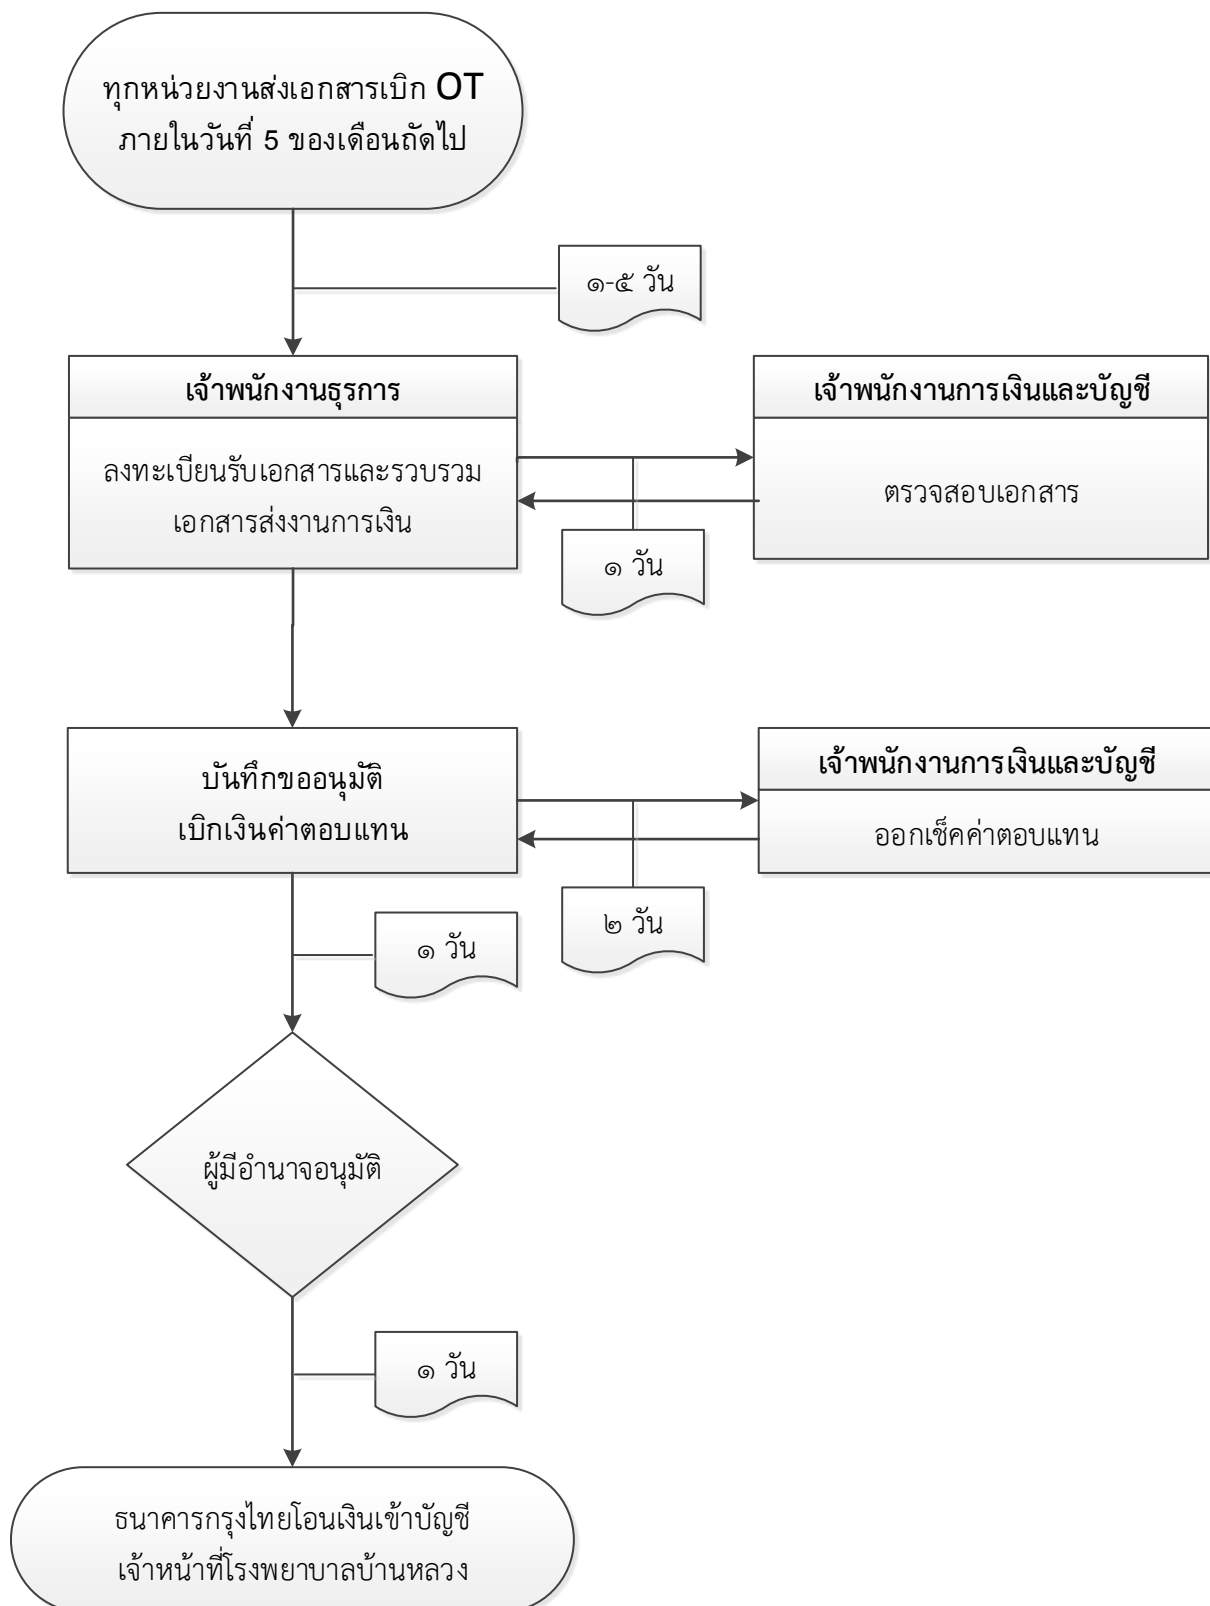 ทุกหน่วยงานส่งเอกสารเบิก OT
ภายในวันที่ 5 ของเดือนถัดไป
๑-๕ วัน
เจ้าพนักงานธุรการ
ลงทะเบียนรับเอกสารและรวบรวม
เอกสารส่งงานการเงิน
เจ้าพนักงานการเงินและบัญชี
ตรวจสอบเอกสาร
๑ วัน
บันทึกขออนุมัติ
เบิกเงินค่าตอบแทน
เจ้าพนักงานการเงินและบัญชี
ออกเช็คค่าตอบแทน
๒ วัน
๑ วัน
ผู้มีอำนาจอนุมัติ
๑ วัน
ธนาคารกรุงไทยโอนเงินเข้าบัญชี
เจ้าหน้าที่โรงพยาบาลบ้านหลวง